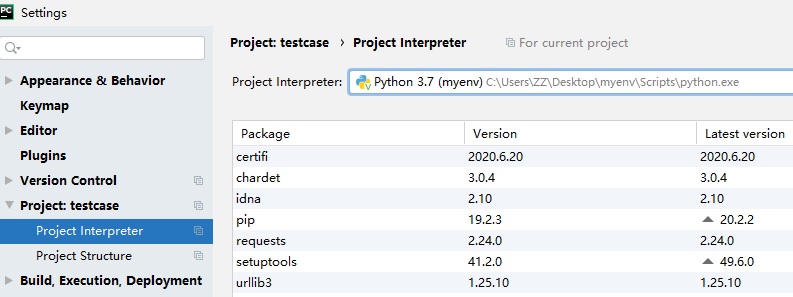 PC Settings
Project: testcase › Project Interpreter For current project
Appearance & Behavior
Keymap
Editor
Plugins
Version Control
Project: testcase
Project Interpreter
Project Structure
Build, Execution, Deployment
Project Interpreter: Python 3.7 (myenv) C:\Users\ZZ\Desktop\myenv\Scripts\python.exe
Package Version Latest version
certifi 2020.6.20 2020.6.20
chardet 3.0.4 3.0.4
idna 2.10 2.10
pip 19.2.3 20.2.2
requests 2.24.0 2.24.0
setuptools 41.2.0 49.6.0
urllib3 1.25.10 1.25.10